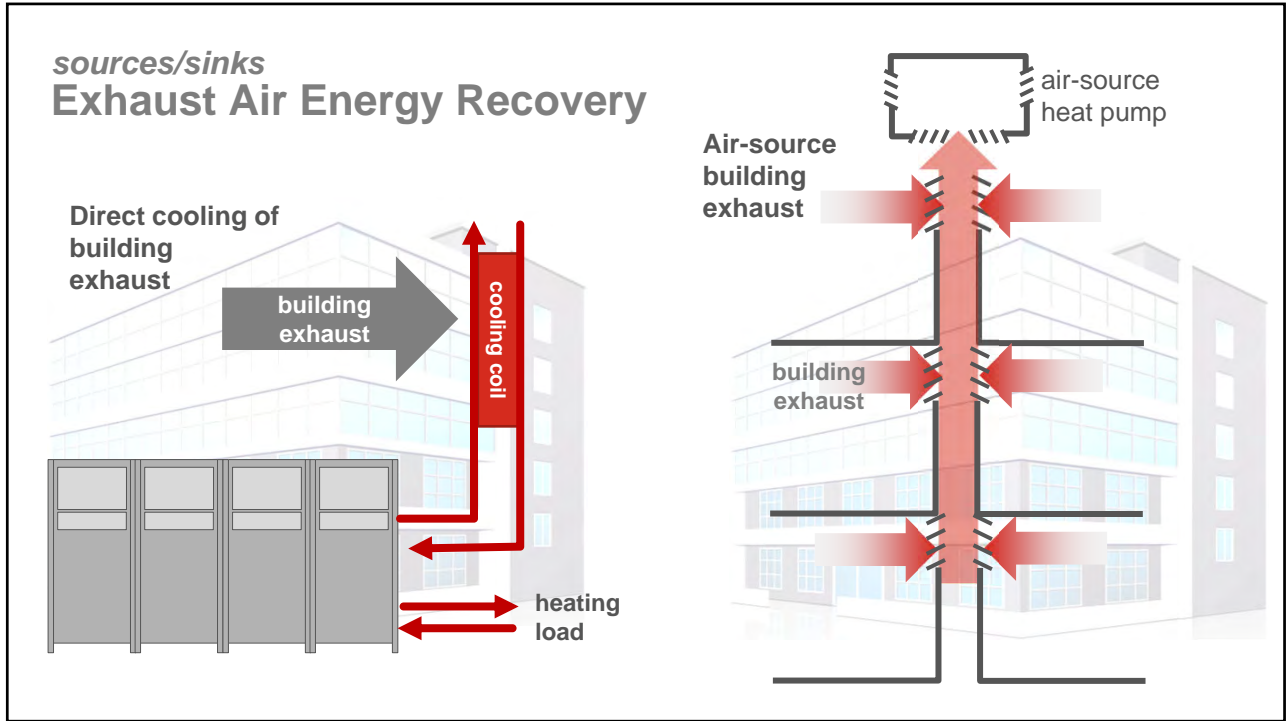 sources/sinks
Exhaust Air Energy Recovery
Direct cooling of
building
exhaust
building
exhaust
cooling coil
heating
load
air-source
heat pump
Air-source
building
exhaust
building
exhaust